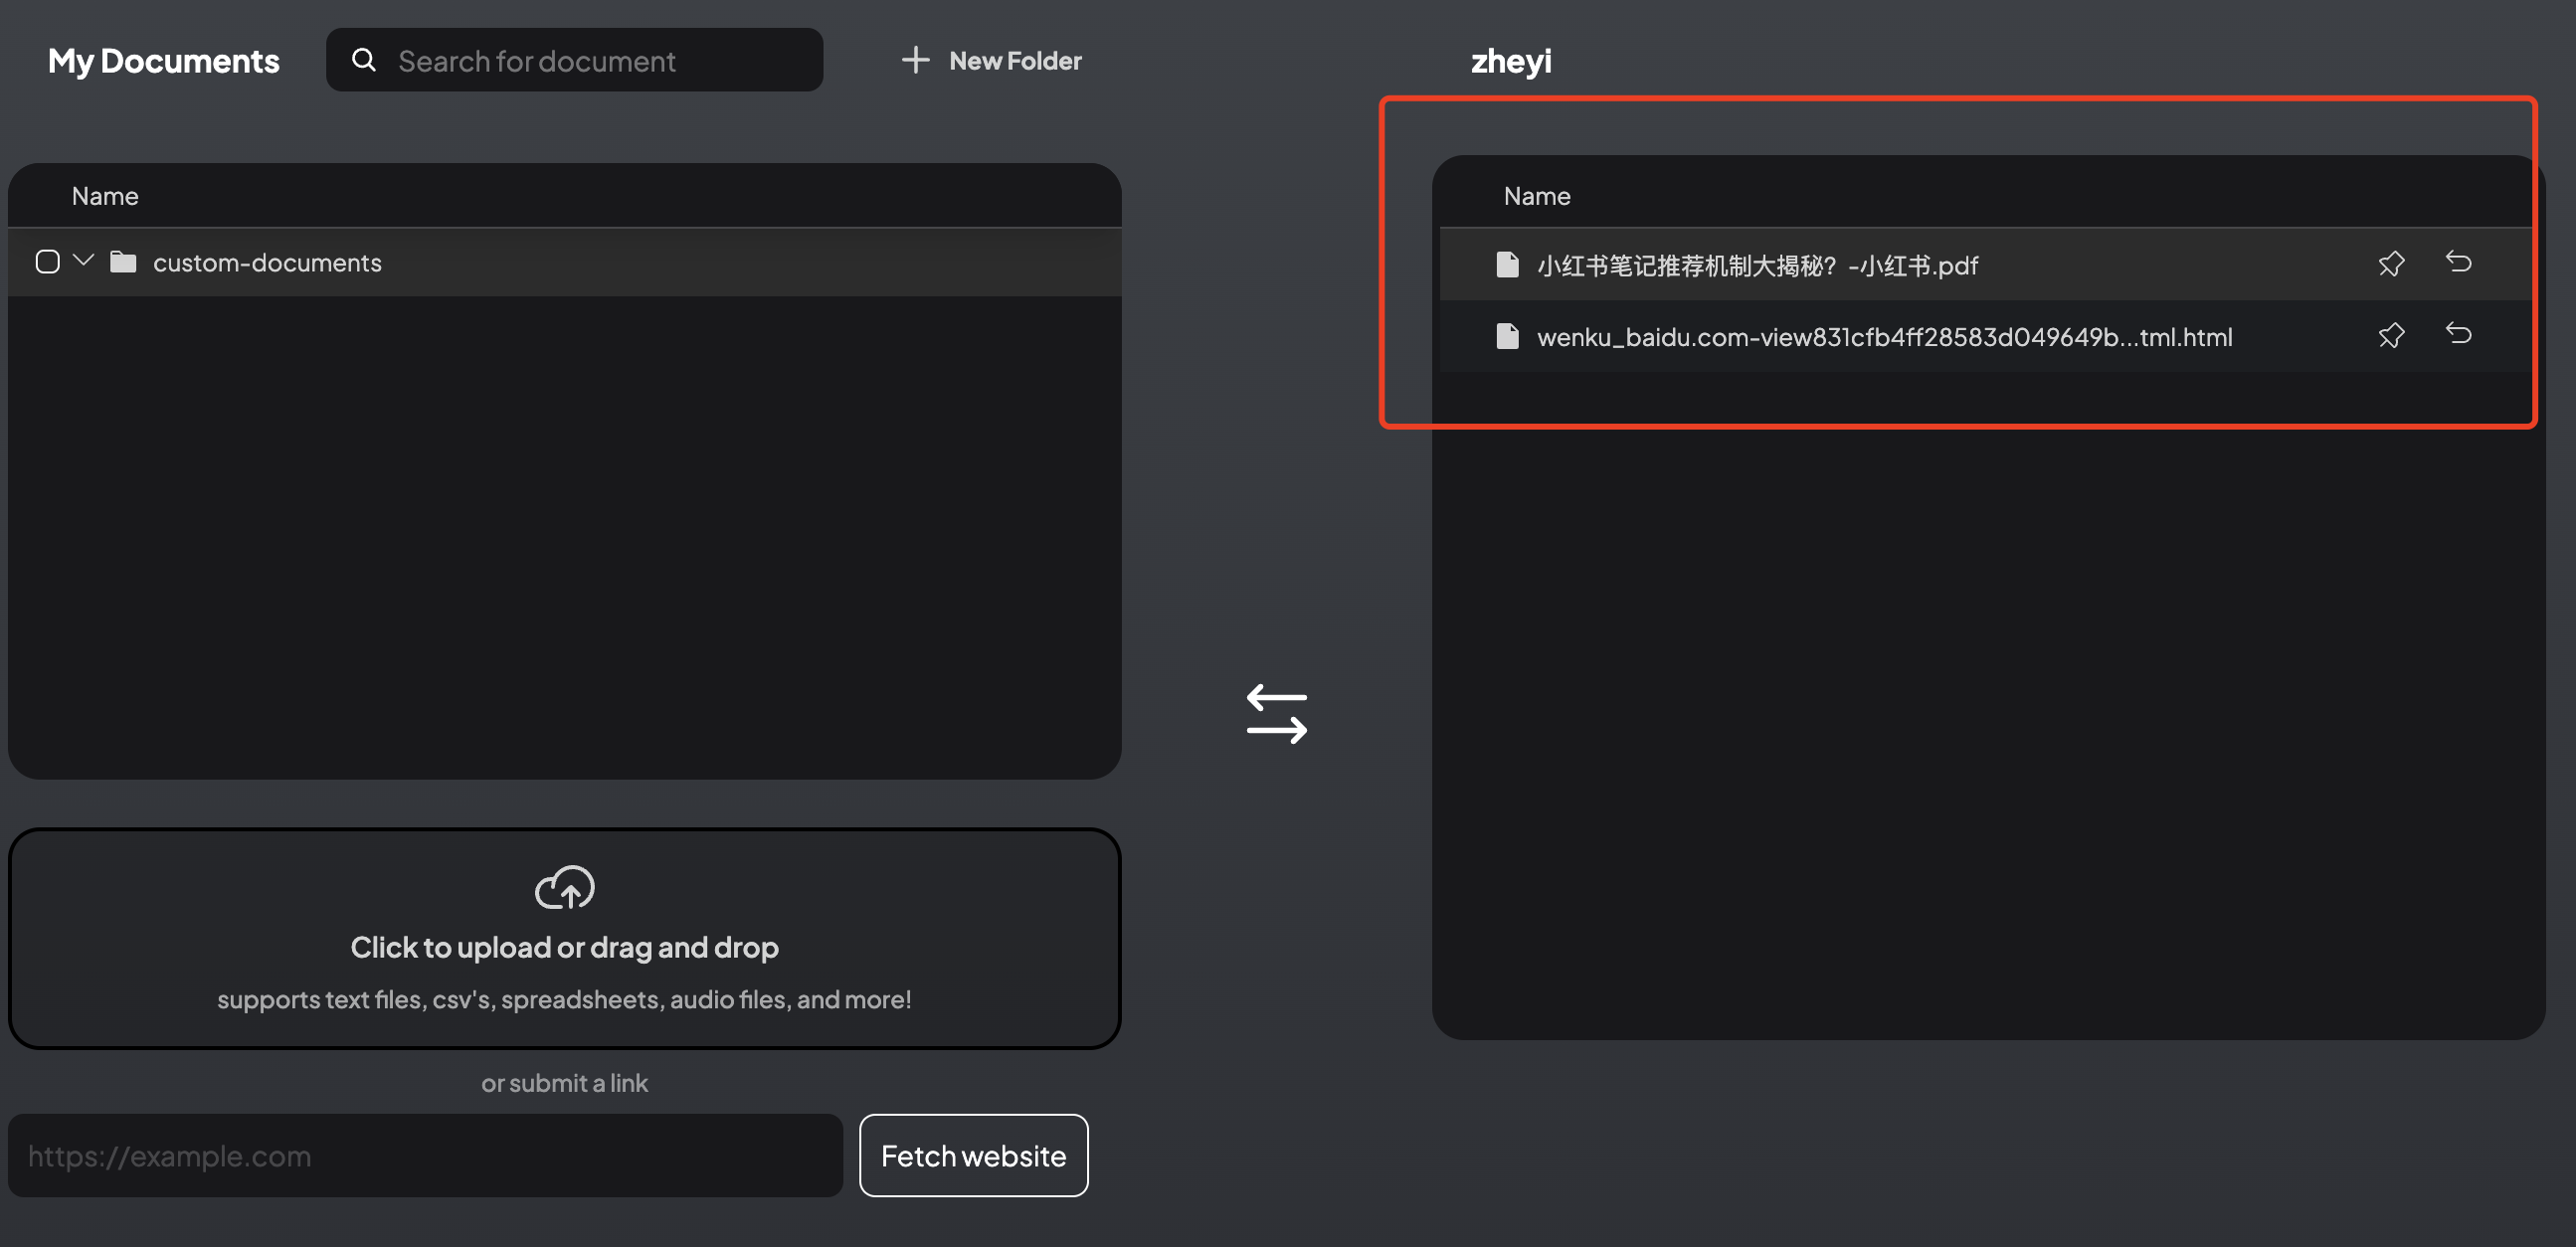 My Documents
Search for document
New Folder
Name
custom-documents
Click to upload or drag and drop
supports text files, csv's, spreadsheets, audio files, and more!
or submit a link
https://example.com
Fetch website
zheyi
Name
小红书笔记推荐机制大揭秘？-小红书.pdf
wenku_baidu.com-view831cfb4ff28583d049649b...tml.html